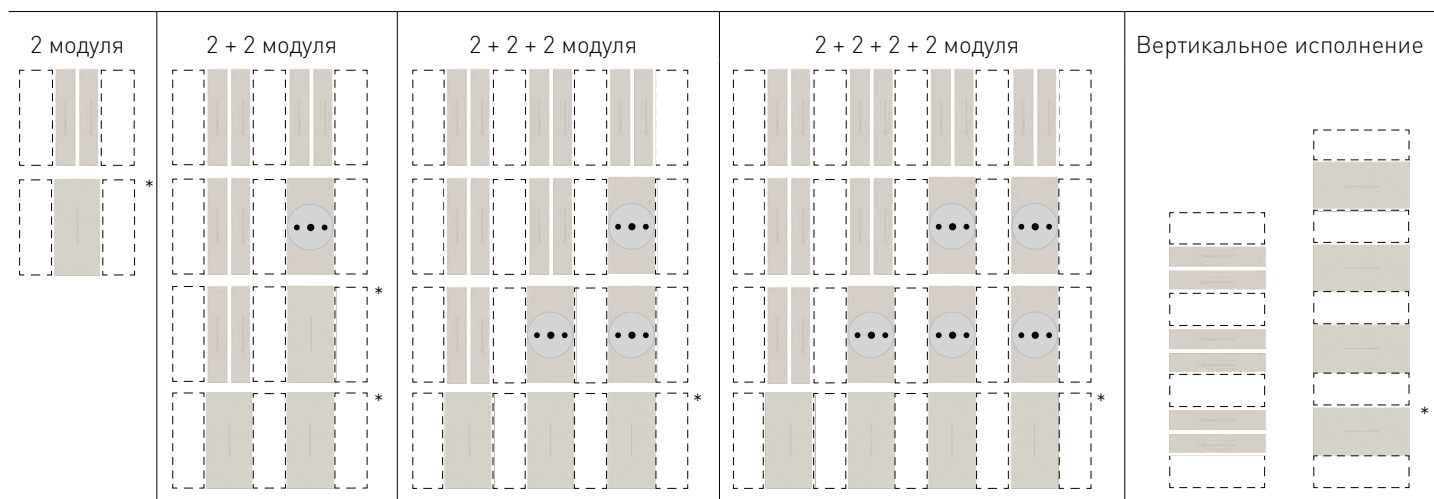 2 модуля
2 + 2 модуля
2 + 2 + 2 модуля
2 + 2 + 2 + 2 модуля
Вертикальное исполнение
*
*
*
*
*
*